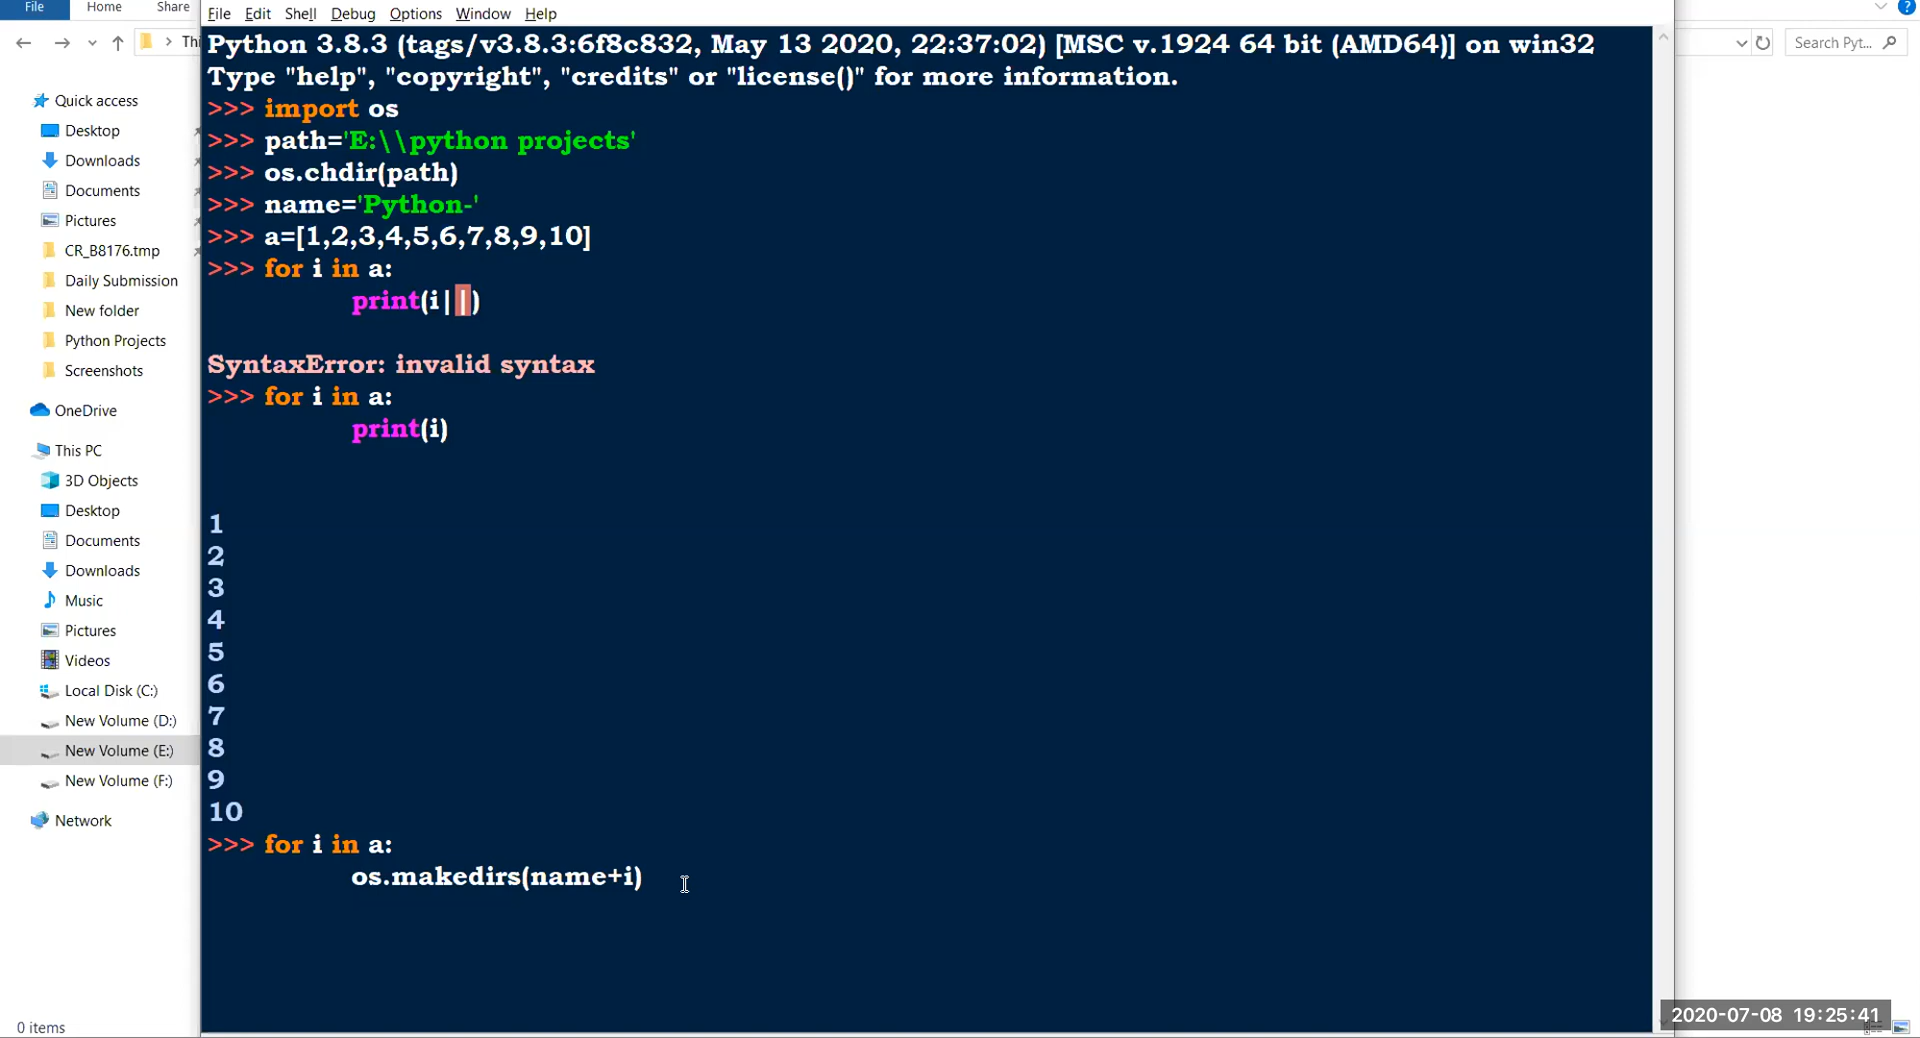 File Home Share
File Edit Shell Debug Options Window Help
Thi
Search Pyt...
Quick access
Desktop
Downloads
Documents
Pictures
CR_B8176.tmp
Daily Submission
New folder
Python Projects
Screenshots
OneDrive
This PC
3D Objects
Desktop
Documents
Downloads
Music
Pictures
Videos
Local Disk (C:)
New Volume (D:)
New Volume (E:)
New Volume (F:)
Network
0 items
Python 3.8.3 (tags/v3.8.3:6f8c832, May 13 2020, 22:37:02) [MSC v.1924 64 bit (AMD64)] on win32
Type "help", "copyright", "credits" or "license()" for more information.
>>> import os
>>> path='E:\\python projects'
>>> os.chdir(path)
>>> name='Python-'
>>> a=[1,2,3,4,5,6,7,8,9,10]
>>> for i in a:
print(i||)
SyntaxError: invalid syntax
>>> for i in a:
print(i)
1
2
3
4
5
6
7
8
9
10
>>> for i in a:
os.makedirs(name+i)
2020-07-08 19:25:41